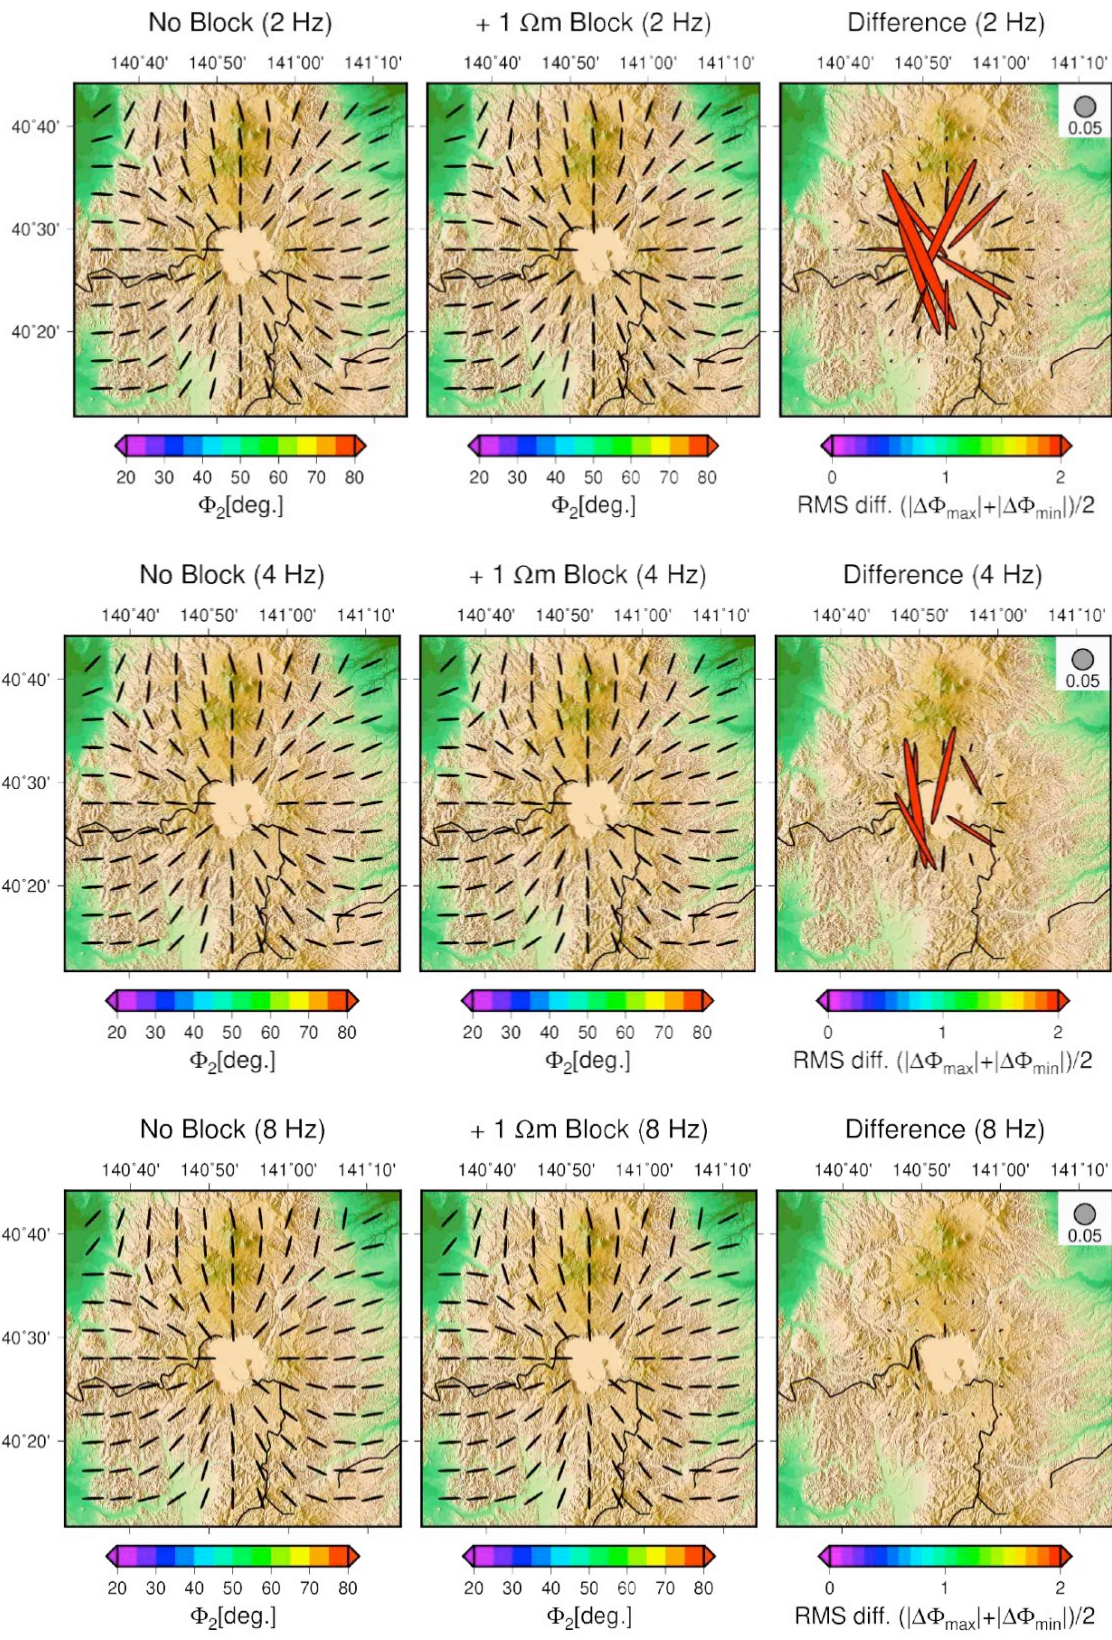 No Block (2 Hz) + 1 Ωm Block (2 Hz) Difference (2 Hz)
140˚40' 140˚50' 141˚00' 141˚10' 140˚40' 140˚50' 141˚00' 141˚10' 140˚40' 140˚50' 141˚00' 141˚10'
40˚40'
0.05
40˚30'
40˚20'
20 30 40 50 60 70 80 20 30 40 50 60 70 80 0 1 2
Φ2[deg.] Φ2[deg.] RMS diff. (|ΔΦmax|+|ΔΦmin|)/2
No Block (4 Hz) + 1 Ωm Block (4 Hz) Difference (4 Hz)
140˚40' 140˚50' 141˚00' 141˚10' 140˚40' 140˚50' 141˚00' 141˚10' 140˚40' 140˚50' 141˚00' 141˚10'
40˚40'
0.05
40˚30'
40˚20'
20 30 40 50 60 70 80 20 30 40 50 60 70 80 0 1 2
Φ2[deg.] Φ2[deg.] RMS diff. (|ΔΦmax|+|ΔΦmin|)/2
No Block (8 Hz) + 1 Ωm Block (8 Hz) Difference (8 Hz)
140˚40' 140˚50' 141˚00' 141˚10' 140˚40' 140˚50' 141˚00' 141˚10' 140˚40' 140˚50' 141˚00' 141˚10'
40˚40'
0.05
40˚30'
40˚20'
20 30 40 50 60 70 80 20 30 40 50 60 70 80 0 1 2
Φ2[deg.] Φ2[deg.] RMS diff. (|ΔΦmax|+|ΔΦmin|)/2